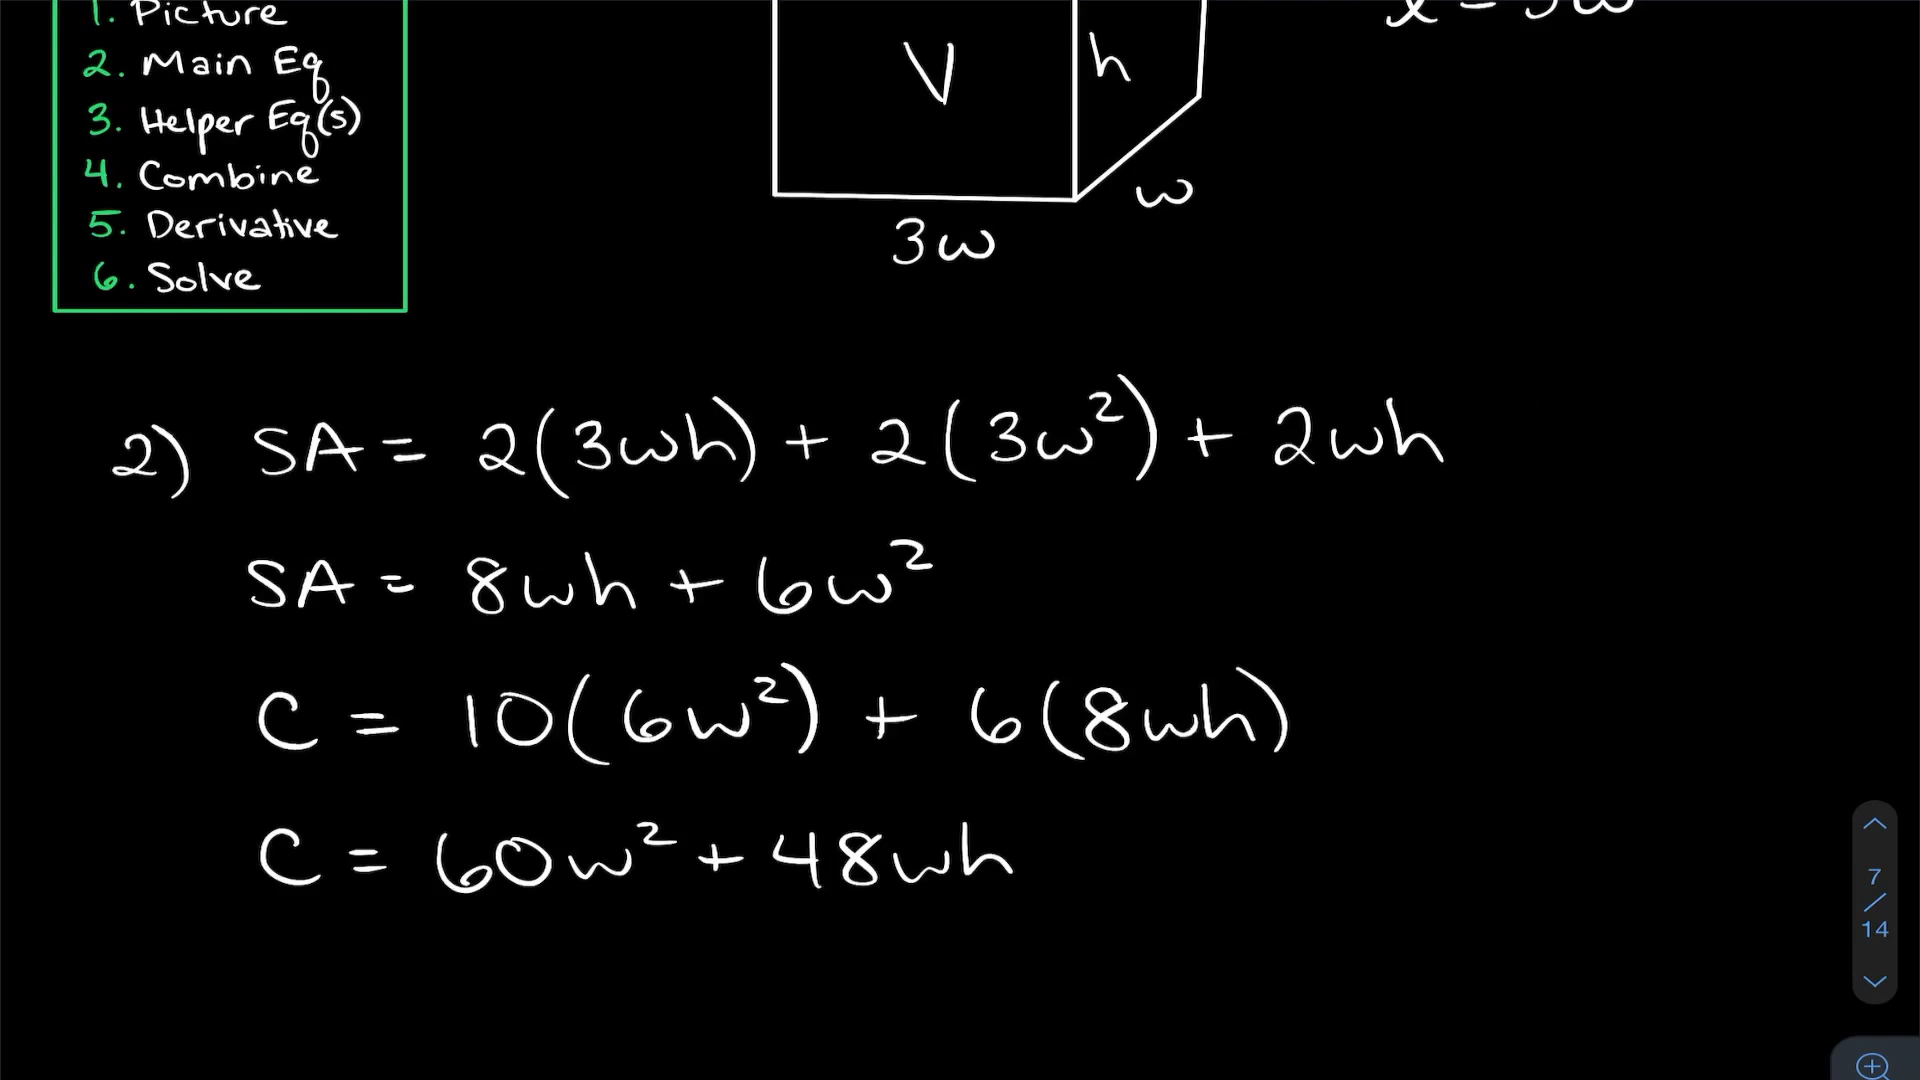 1. Picture
2. Main Eq
3. Helper Eq(s)
4. Combine
5. Derivative
6. Solve
V
h
w
3w
2) SA = 2(3wh) + 2(3w²) + 2wh
SA = 8wh + 6w²
C = 10(6w²) + 6(8wh)
C = 60w² + 48wh
7
/
14